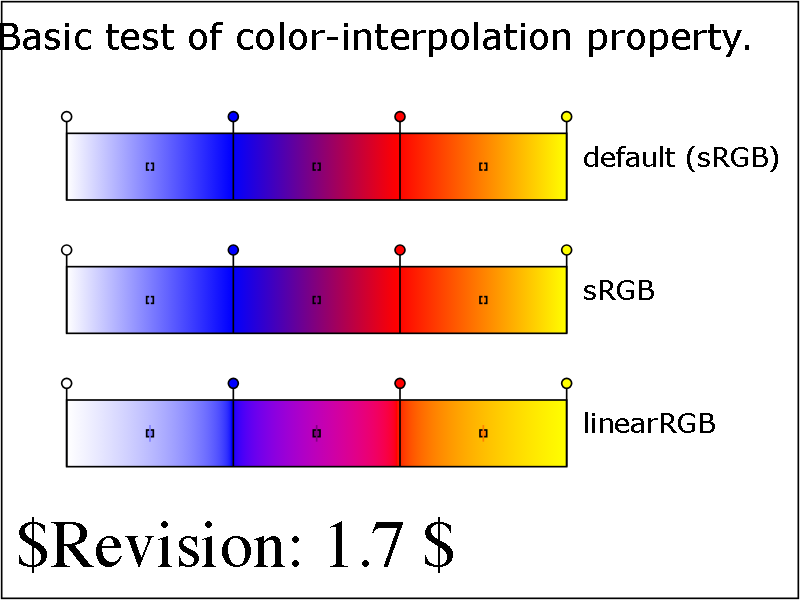 Basic test of color-interpolation property.
default (sRGB)
sRGB
linearRGB
$Revision: 1.7 $